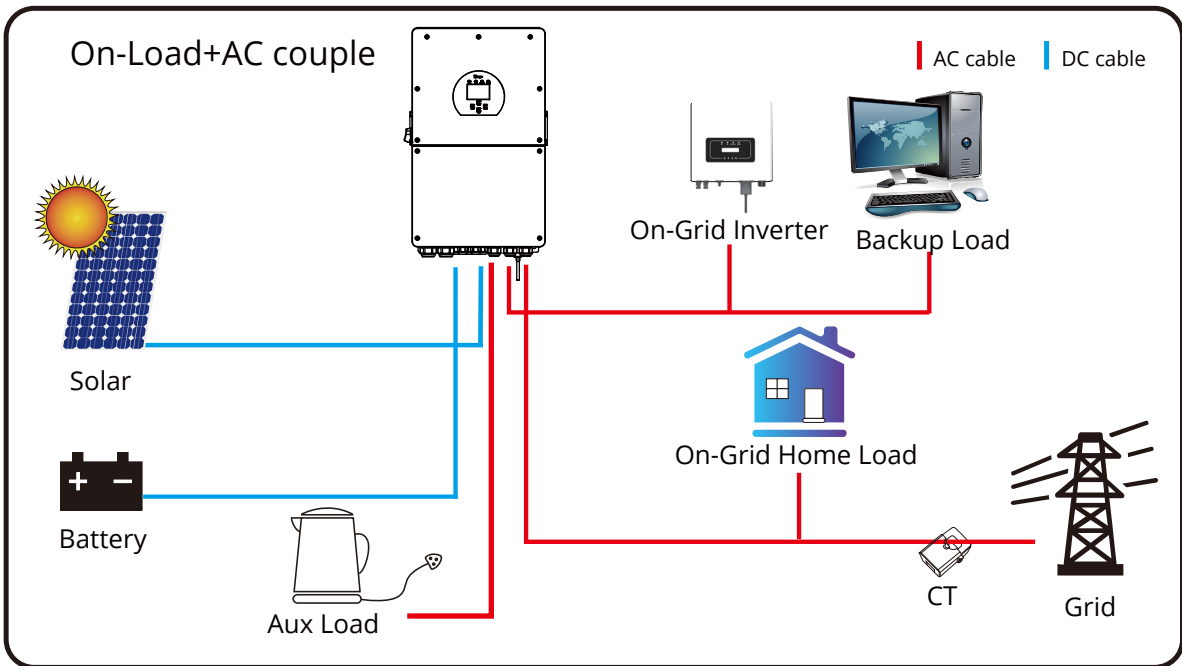 On-Load+AC couple
AC cable
DC cable
On-Grid Inverter
Backup Load
Solar
On-Grid Home Load
Battery
Aux Load
CT
Grid